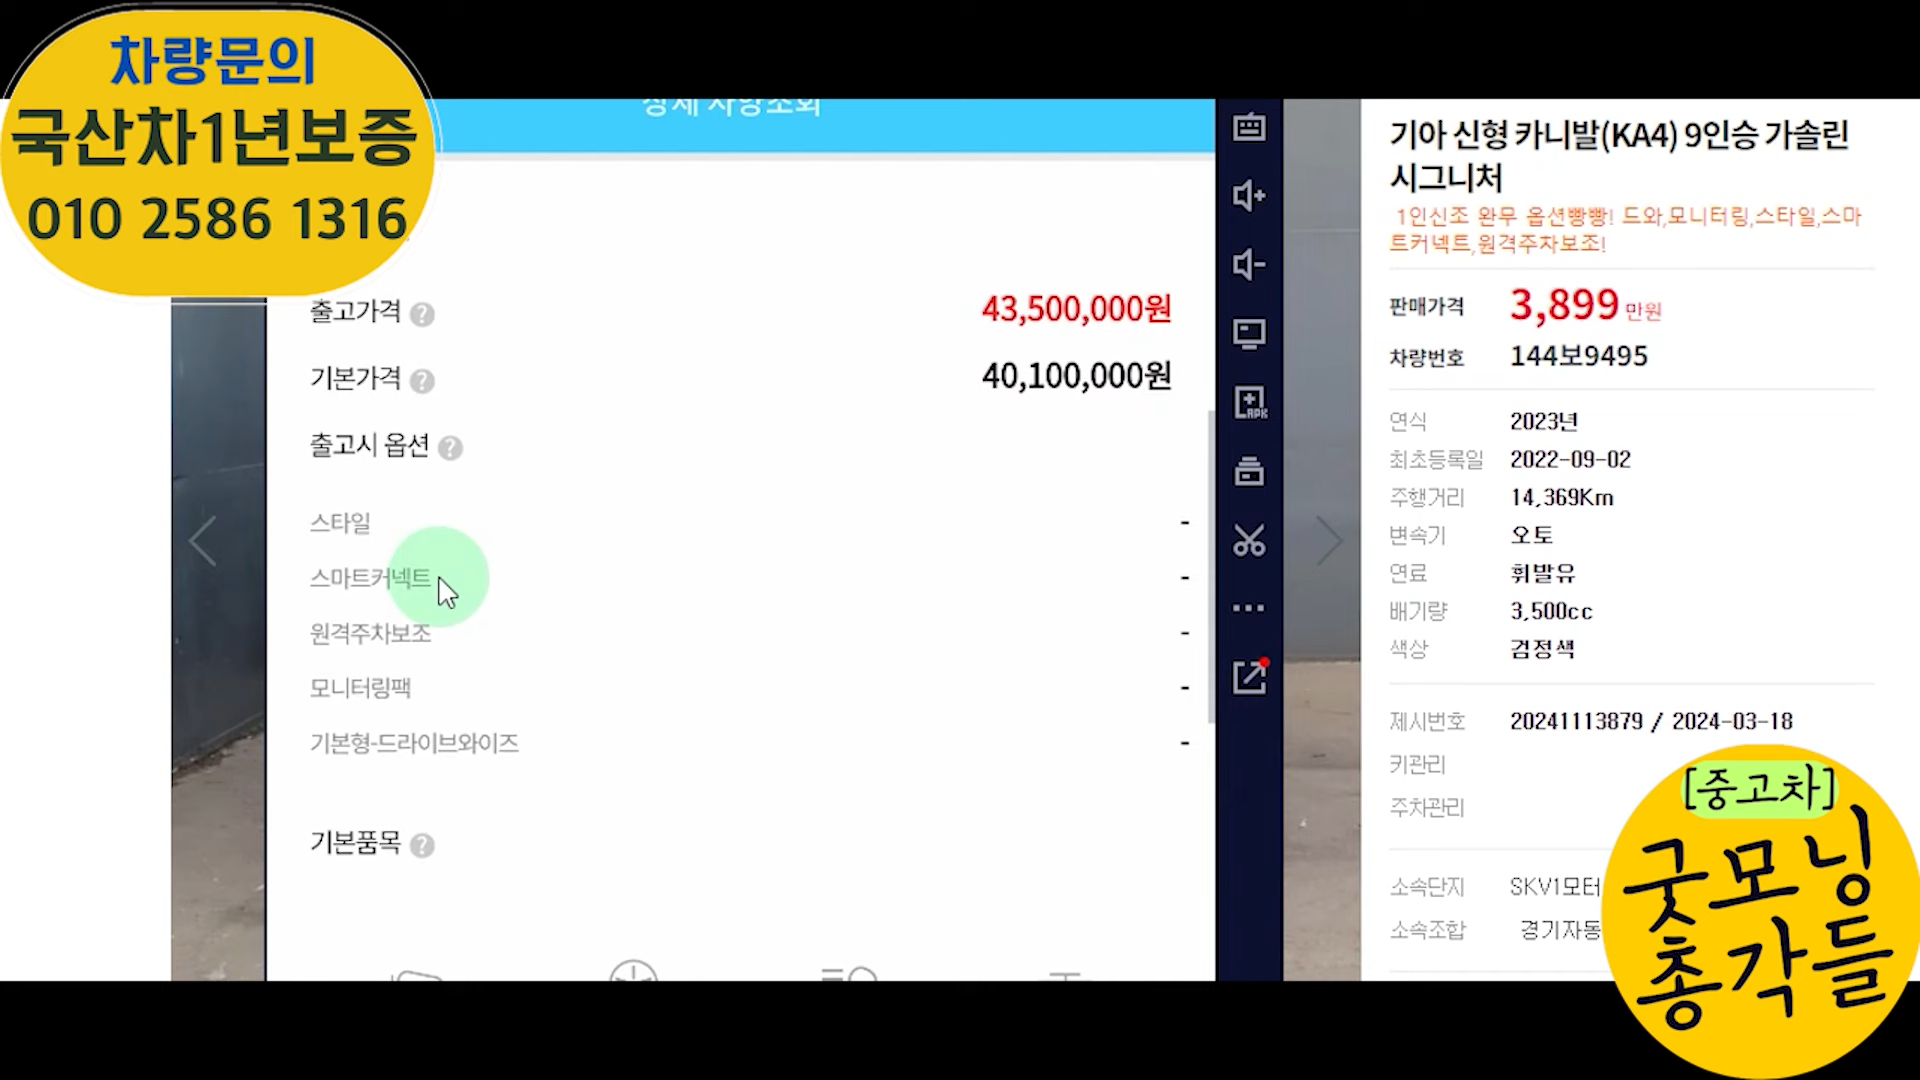 차량문의
국산차1년보증
010 2586 1316
상세 사양조회
출고가격 ?
43,500,000원
기본가격 ?
40,100,000원
출고시 옵션 ?
스타일 -
스마트커넥트 -
원격주차보조 -
모니터링팩 -
기본형-드라이브와이즈 -
기본품목 ?
APK
기아 신형 카니발(KA4) 9인승 가솔린
시그니처
1인신조 완무 옵션빵빵! 드와,모니터링,스타일,스마
트커넥트,원격주차보조!
판매가격 3,899만원
차량번호 144보9495
연식 2023년
최초등록일 2022-09-02
주행거리 14,369Km
변속기 오토
연료 휘발유
배기량 3,500cc
색상 검정색
제시번호 20241113879 / 2024-03-18
키관리
주차관리
소속단지 SKV1모터
소속조합 경기자동
[중고차]
굿모닝
총각들